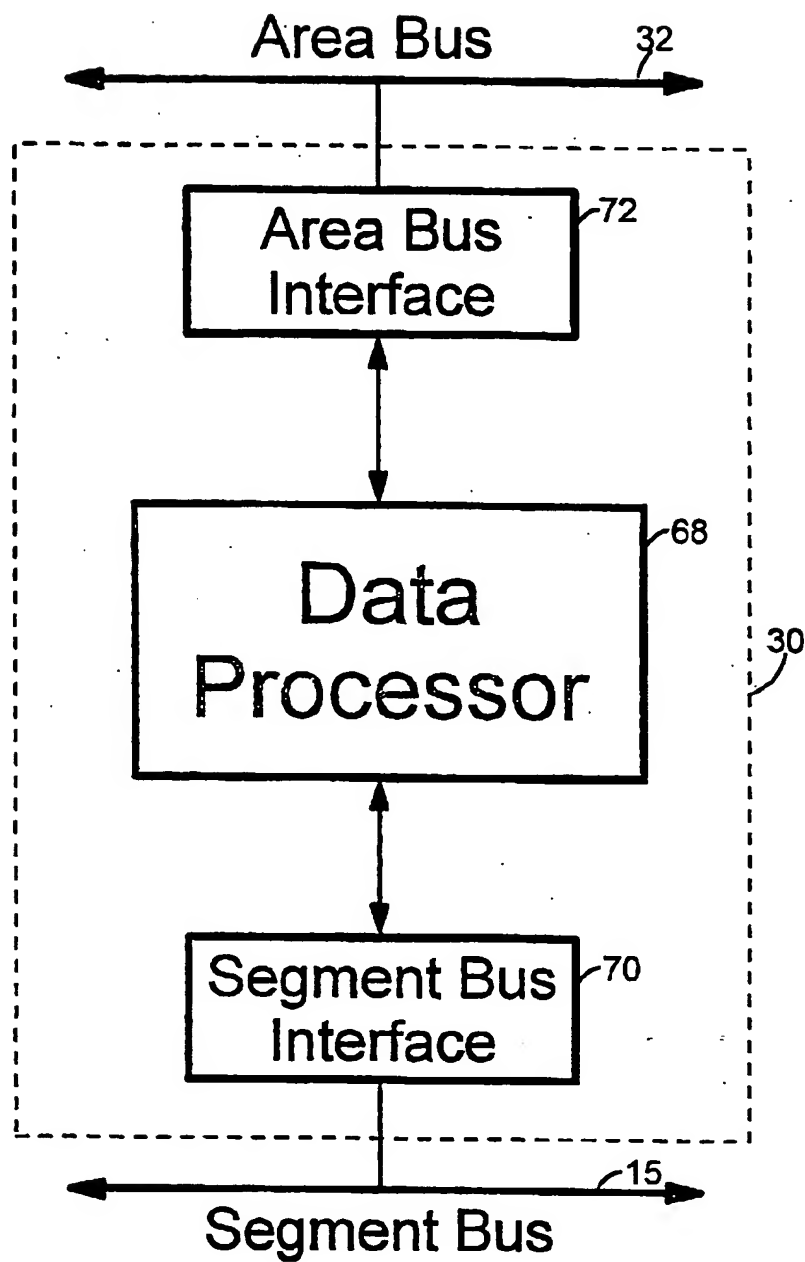 Area Bus
32
Area Bus
Interface
72
Data
Processor
68
30
Segment Bus
Interface
70
15
Segment Bus